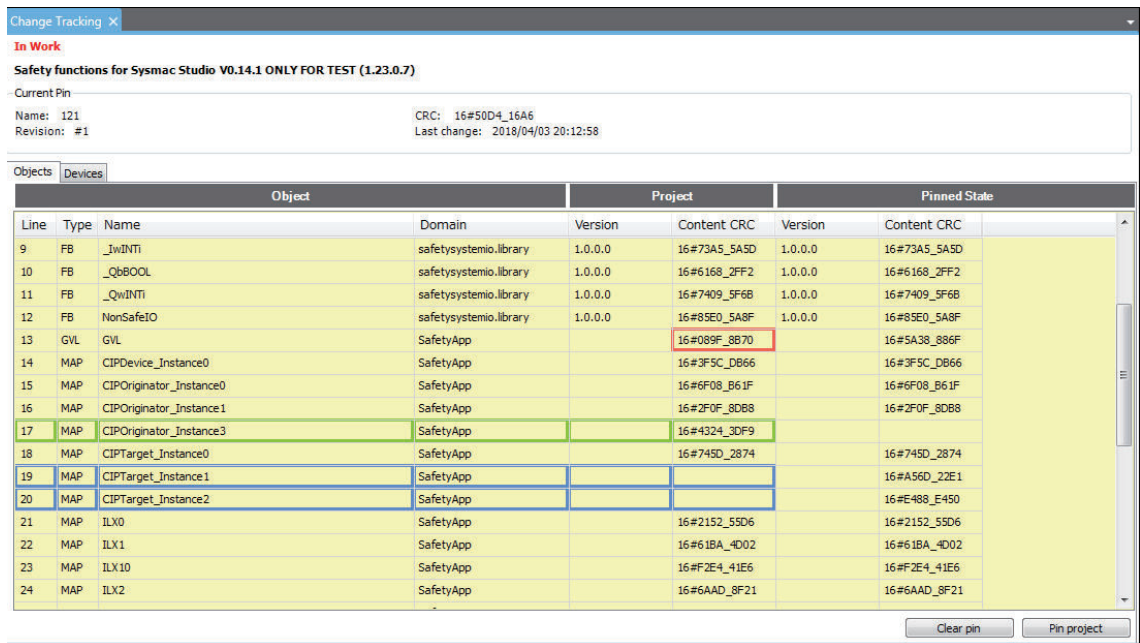 Change Tracking
In Work
Safety functions for Sysmac Studio V0.14.1 ONLY FOR TEST (1.23.0.7)
Current Pin
Name: 121 CRC: 16#50D4_16A6
Revision: #1 Last change: 2018/04/03 20:12:58
Objects Devices
Object Project Pinned State
Line Type Name Domain Version Content CRC Version Content CRC
9 FB _IwINTi safetysystemio.library 1.0.0.0 16#73A5_5A5D 1.0.0.0 16#73A5_5A5D
10 FB _QbBOOL safetysystemio.library 1.0.0.0 16#6168_2FF2 1.0.0.0 16#6168_2FF2
11 FB _QwINTi safetysystemio.library 1.0.0.0 16#7409_5F6B 1.0.0.0 16#7409_5F6B
12 FB NonSafeIO safetysystemio.library 1.0.0.0 16#85E0_5A8F 1.0.0.0 16#85E0_5A8F
13 GVL GVL SafetyApp 16#089F_8B70 16#5A38_886F
14 MAP CIPDevice_Instance0 SafetyApp 16#3F5C_DB66 16#3F5C_DB66
15 MAP CIPOriginator_Instance0 SafetyApp 16#6F08_B61F 16#6F08_B61F
16 MAP CIPOriginator_Instance1 SafetyApp 16#2F0F_8DB8 16#2F0F_8DB8
17 MAP CIPOriginator_Instance3 SafetyApp 16#4324_3DF9
18 MAP CIPTarget_Instance0 SafetyApp 16#745D_2874 16#745D_2874
19 MAP CIPTarget_Instance1 SafetyApp 16#A56D_22E1
20 MAP CIPTarget_Instance2 SafetyApp 16#E488_E450
21 MAP ILX0 SafetyApp 16#2152_55D6 16#2152_55D6
22 MAP ILX1 SafetyApp 16#61BA_4D02 16#61BA_4D02
23 MAP ILX10 SafetyApp 16#F2E4_41E6 16#F2E4_41E6
24 MAP ILX2 SafetyApp 16#6AAD_8F21 16#6AAD_8F21
Clear pin Pin project